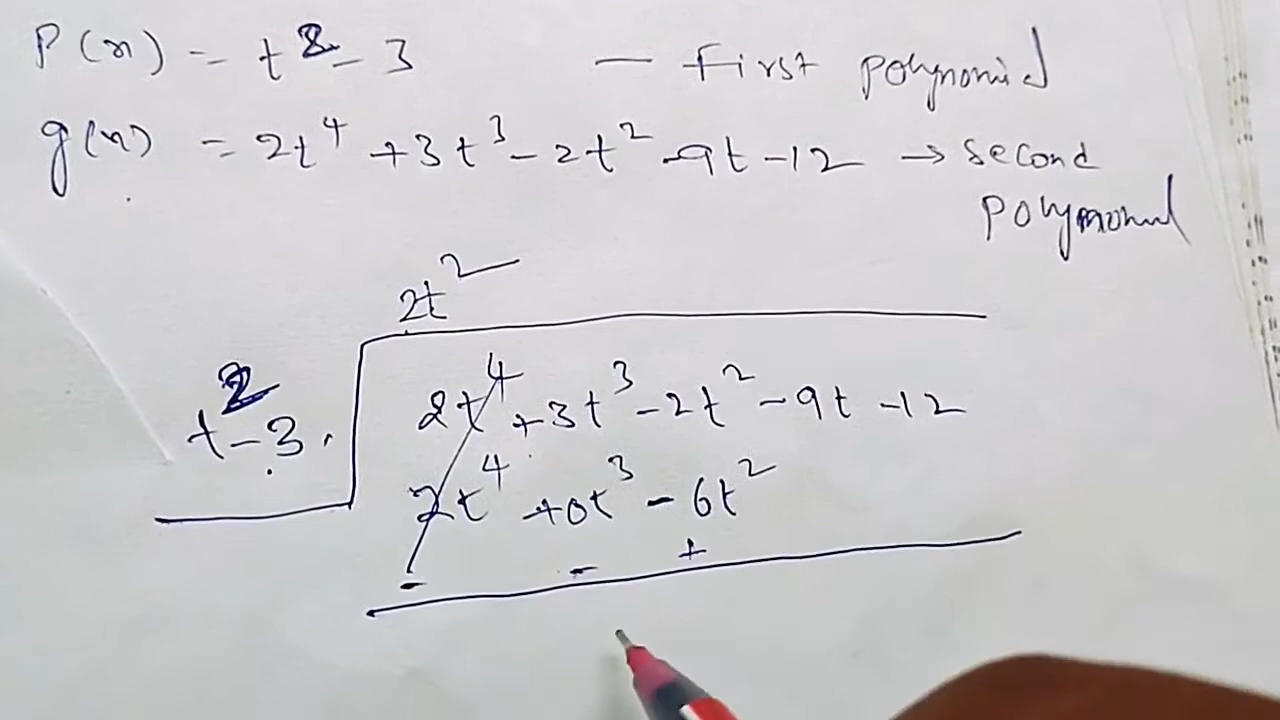 P(x) = t² - 3 — First polynomial
g(x) = 2t⁴ + 3t³ - 2t² - 9t - 12 → second
polynomial
2t²
t² - 3. 2t⁴ + 3t³ - 2t² - 9t - 12
2t⁴ + 0t³ - 6t²
- - +